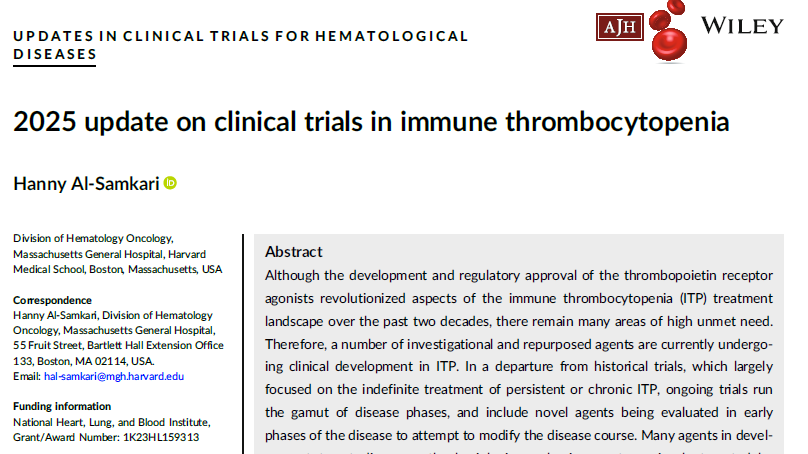 UPDATES IN CLINICAL TRIALS FOR HEMATOLOGICAL
DISEASES
AJH
WILEY
2025 update on clinical trials in immune thrombocytopenia
Hanny Al-Samkari iD
Division of Hematology Oncology,
Massachusetts General Hospital, Harvard
Medical School, Boston, Massachusetts, USA
Correspondence
Hanny Al-Samkari, Division of Hematology
Oncology, Massachusetts General Hospital,
55 Fruit Street, Bartlett Hall Extension Office
133, Boston, MA 02114, USA.
Email: hal-samkari@mgh.harvard.edu
Funding information
National Heart, Lung, and Blood Institute,
Grant/Award Number: 1K23HL159313
Abstract
Although the development and regulatory approval of the thrombopoietin receptor
agonists revolutionized aspects of the immune thrombocytopenia (ITP) treatment
landscape over the past two decades, there remain many areas of high unmet need.
Therefore, a number of investigational and repurposed agents are currently undergo-
ing clinical development in ITP. In a departure from historical trials, which largely
focused on the indefinite treatment of persistent or chronic ITP, ongoing trials run
the gamut of disease phases, and include novel agents being evaluated in early
phases of the disease to attempt to modify the disease course. Many agents in devel-